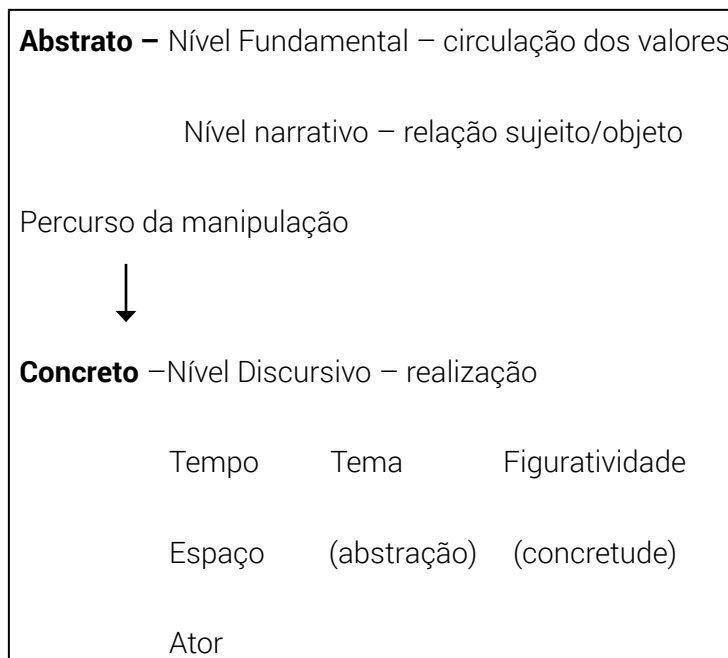 Abstrato – Nível Fundamental – circulação dos valores
Nível narrativo – relação sujeito/objeto
Percurso da manipulação
Concreto –Nível Discursivo – realização
Tempo Tema Figuratividade
Espaço (abstração) (concretude)
Ator